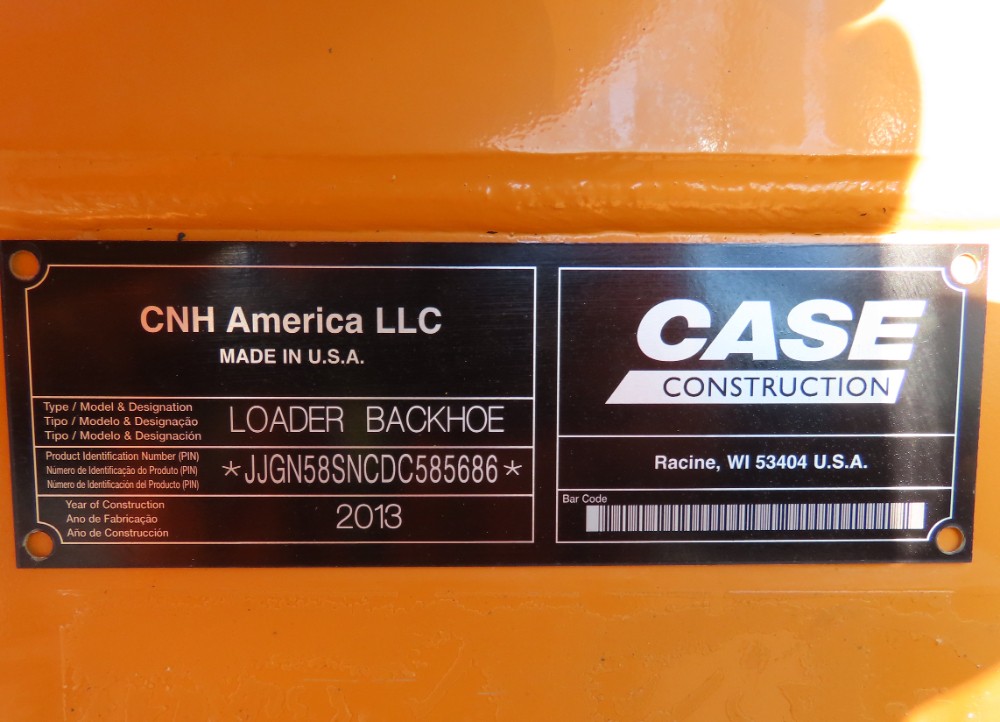 CNH America LLC
MADE IN U.S.A.
Type / Model & Designation
Tipo / Modelo & Designação
Tipo / Modelo & Designación
LOADER BACKHOE
Product Identification Number (PIN)
Número de Identificação do Produto (PIN)
Número de Identificación del Producto (PIN)
*JJGN58SNCDC585686*
Year of Construction
Ano de Fabricação
Año de Construcción
2013
CASE
CONSTRUCTION
Racine, WI 53404 U.S.A.
Bar Code